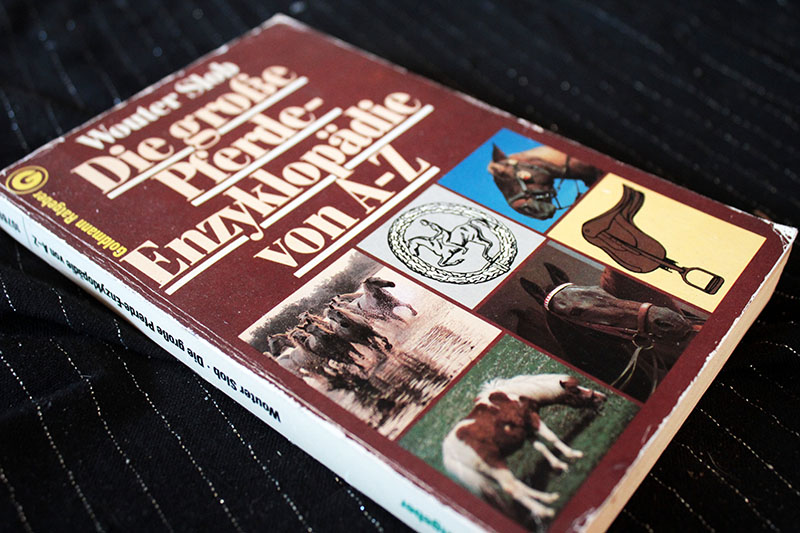 Wouter Slob
Die große
Pferde-
Enzyklopädie
von A-Z
G
Goldmann Ratgeber
Wouter Slob · Die große Pferde-Enzyklopädie von A-Z